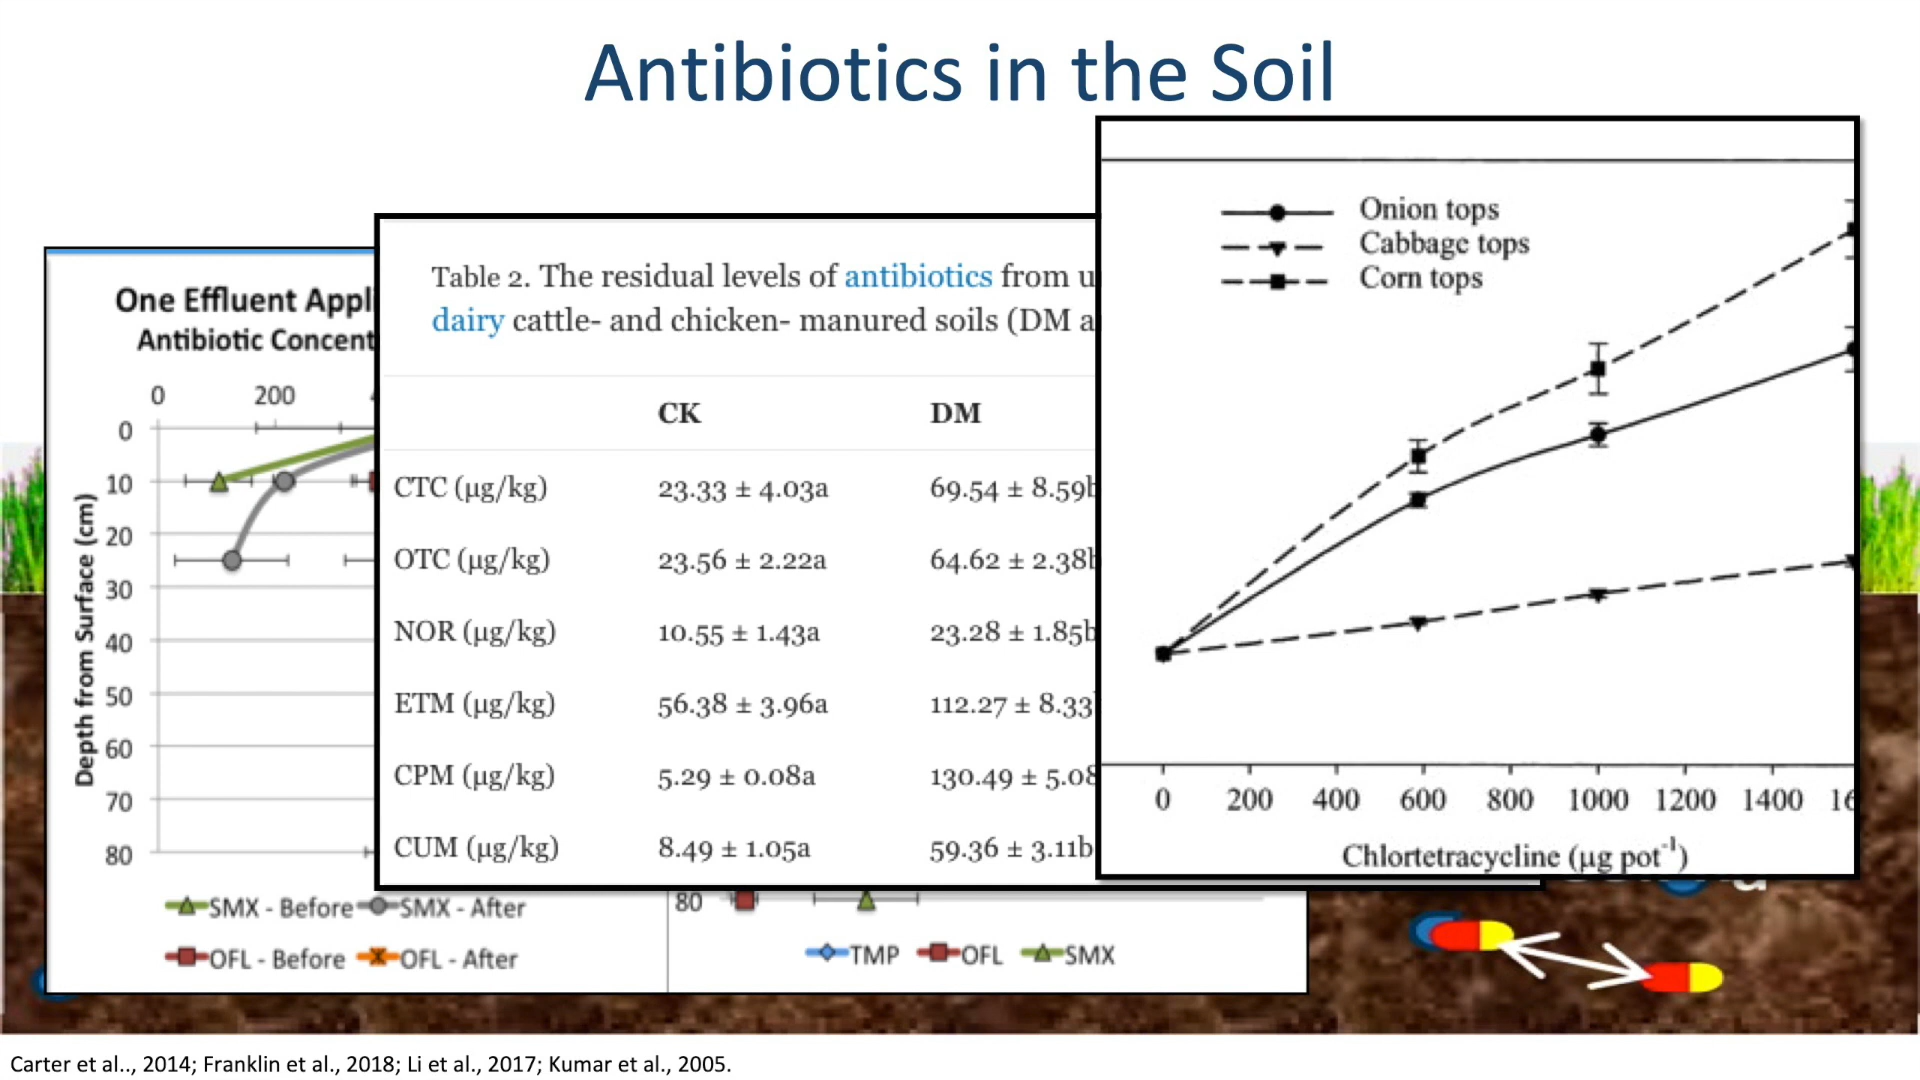 Antibiotics in the Soil
One Effluent Appl
Antibiotic Concent
0 200
0
10
20
30
40
50
60
70
80
Depth from Surface (cm)
SMX - Before SMX - After
OFL - Before OFL - After
80
TMP OFL SMX
Table 2. The residual levels of antibiotics from u
dairy cattle- and chicken- manured soils (DM a
CK DM
CTC (µg/kg) 23.33 ± 4.03a 69.54 ± 8.59b
OTC (µg/kg) 23.56 ± 2.22a 64.62 ± 2.38b
NOR (µg/kg) 10.55 ± 1.43a 23.28 ± 1.85b
ETM (µg/kg) 56.38 ± 3.96a 112.27 ± 8.33
CPM (µg/kg) 5.29 ± 0.08a 130.49 ± 5.08
CUM (µg/kg) 8.49 ± 1.05a 59.36 ± 3.11b
Onion tops
Cabbage tops
Corn tops
0 200 400 600 800 1000 1200 1400 16
Chlortetracycline (µg pot⁻¹)
Carter et al.., 2014; Franklin et al., 2018; Li et al., 2017; Kumar et al., 2005.